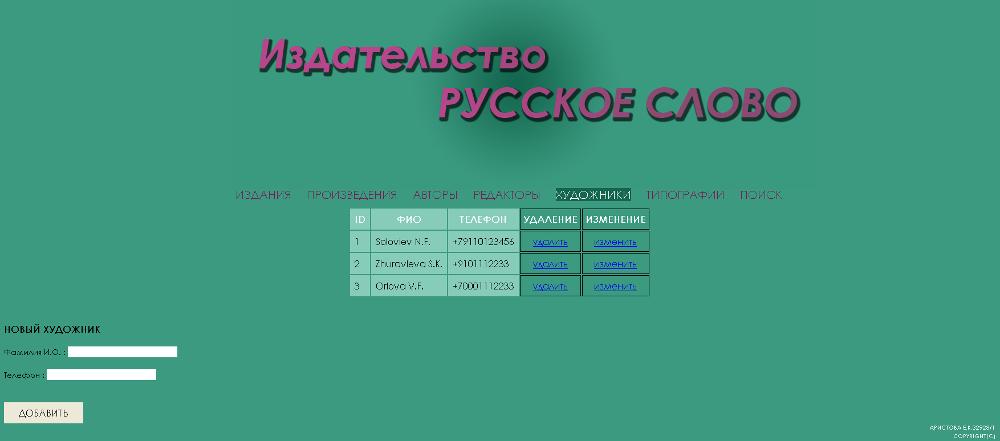 Издательство
РУССКОЕ СЛОВО
ИЗДАНИЯ ПРОИЗВЕДЕНИЯ АВТОРЫ РЕДАКТОРЫ ХУДОЖНИКИ ТИПОГРАФИИ ПОИСК
ID ФИО ТЕЛЕФОН УДАЛЕНИЕ ИЗМЕНЕНИЕ
1 Soloviev N.F. +79110123456 удалить изменить
2 Zhuravleva S.K. +9101112233 удалить изменить
3 Orlova V.F. +70001112233 удалить изменить
НОВЫЙ ХУДОЖНИК
Фамилия И.О. :
Телефон :
ДОБАВИТЬ
АРИСТОВА Е.К.32928/1
COPYRIGHT(C)